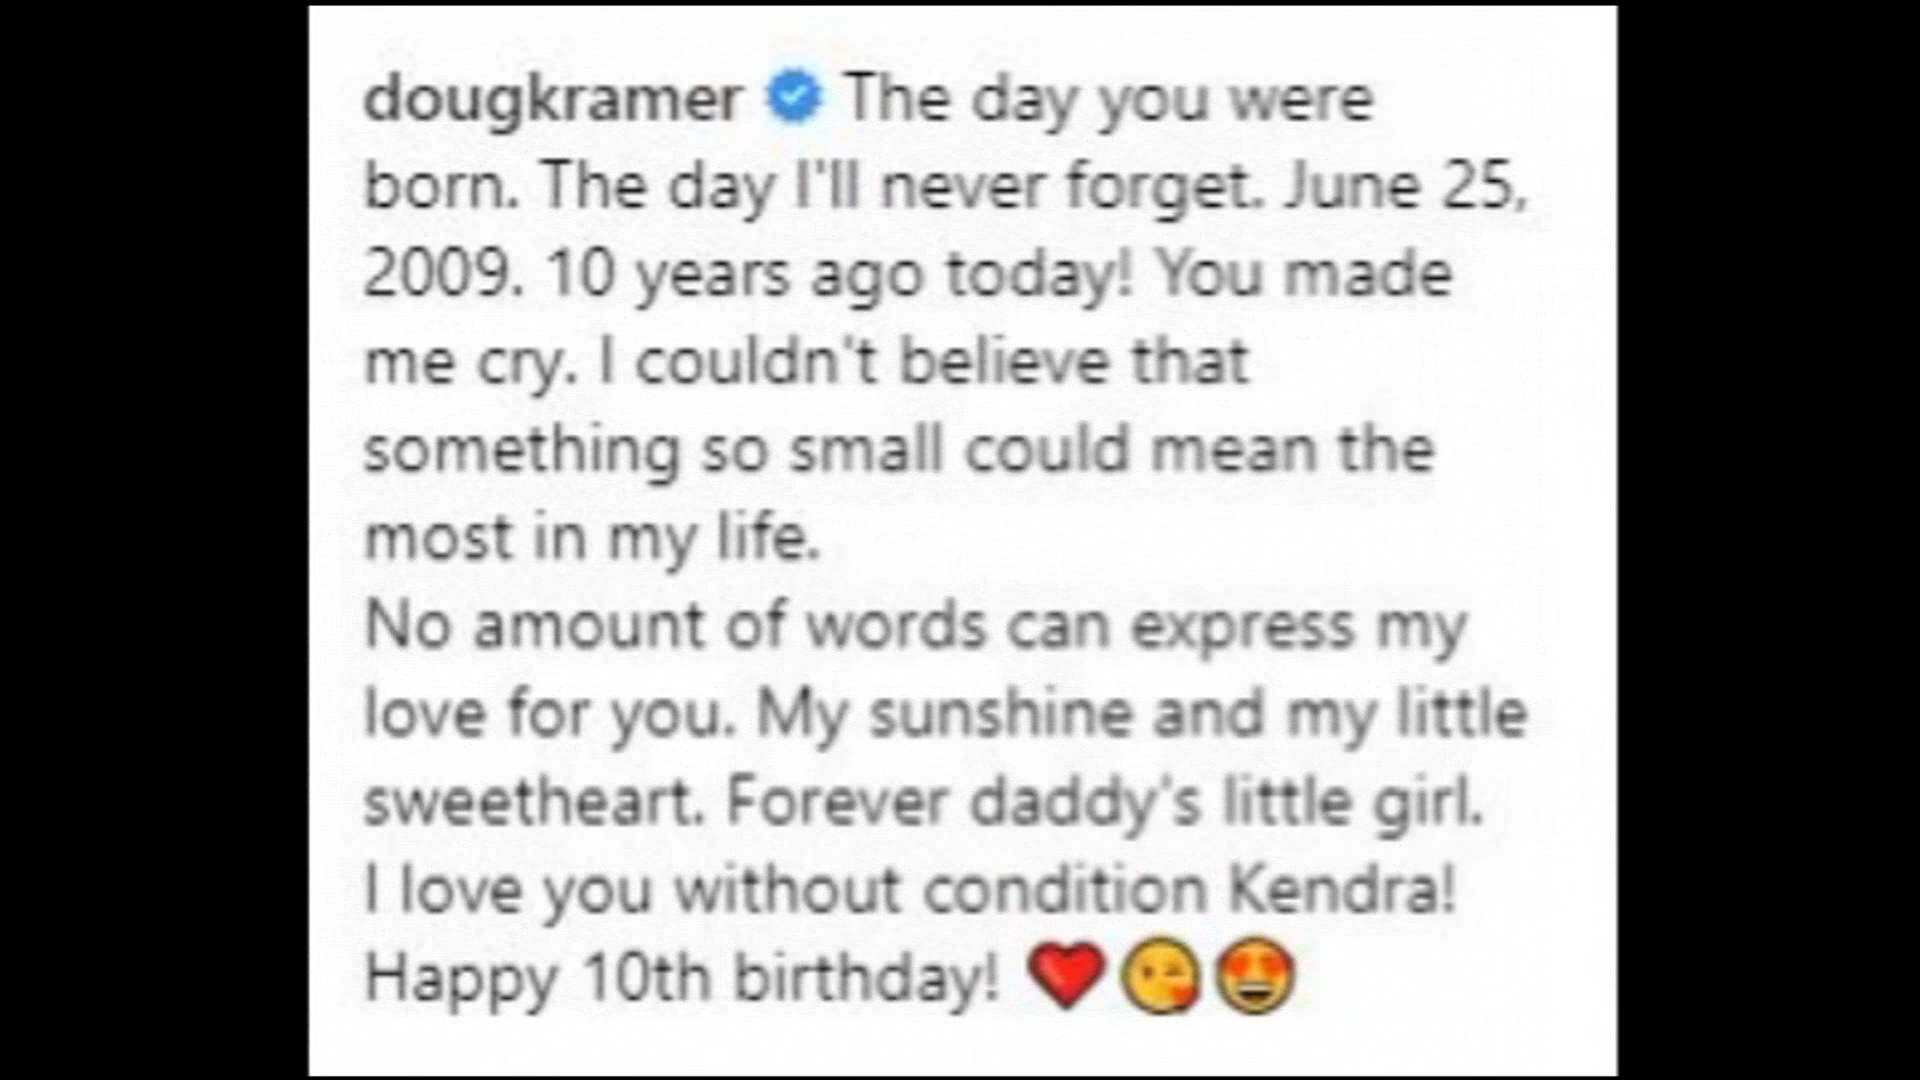 dougkramer The day you were
born. The day I'll never forget. June 25,
2009. 10 years ago today! You made
me cry. I couldn't believe that
something so small could mean the
most in my life.
No amount of words can express my
love for you. My sunshine and my little
sweetheart. Forever daddy's little girl.
I love you without condition Kendra!
Happy 10th birthday! ❤️😘😍